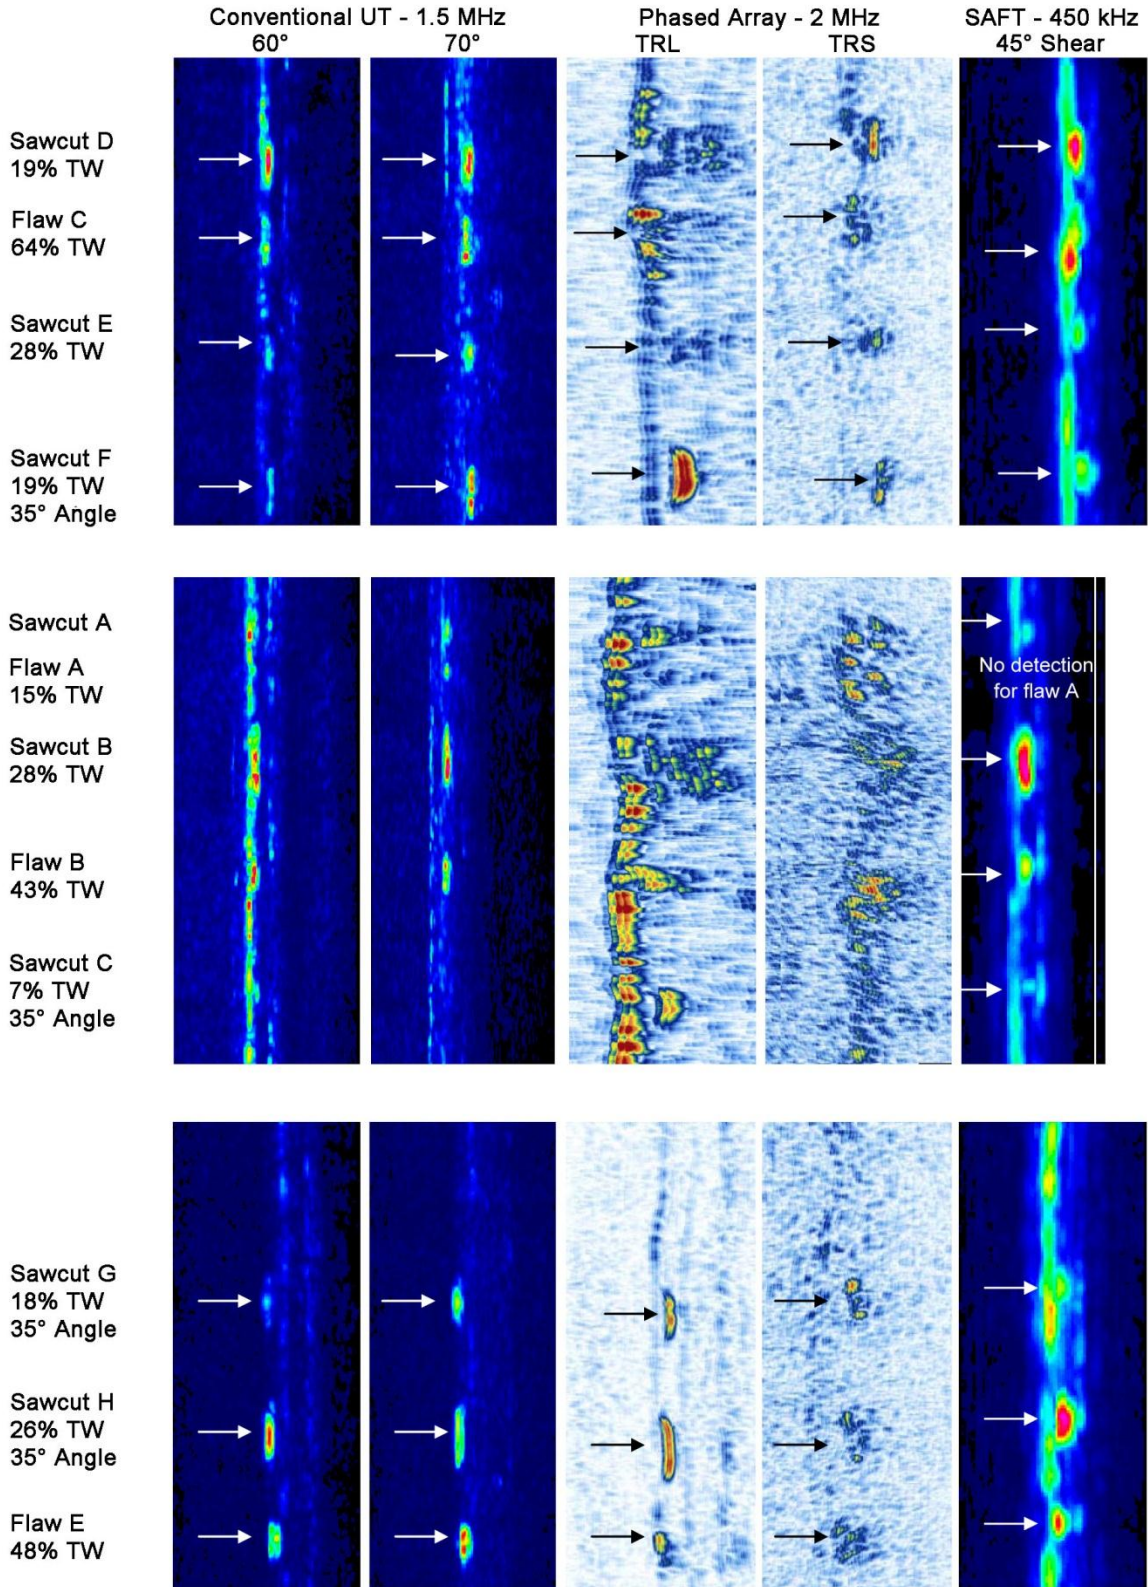 Conventional UT - 1.5 MHz
60° 70°
Phased Array - 2 MHz
TRL TRS
SAFT - 450 kHz
45° Shear
Sawcut D
19% TW
Flaw C
64% TW
Sawcut E
28% TW
Sawcut F
19% TW
35° Angle
Sawcut A
Flaw A
15% TW
No detection
for flaw A
Sawcut B
28% TW
Flaw B
43% TW
Sawcut C
7% TW
35° Angle
Sawcut G
18% TW
35° Angle
Sawcut H
26% TW
35° Angle
Flaw E
48% TW